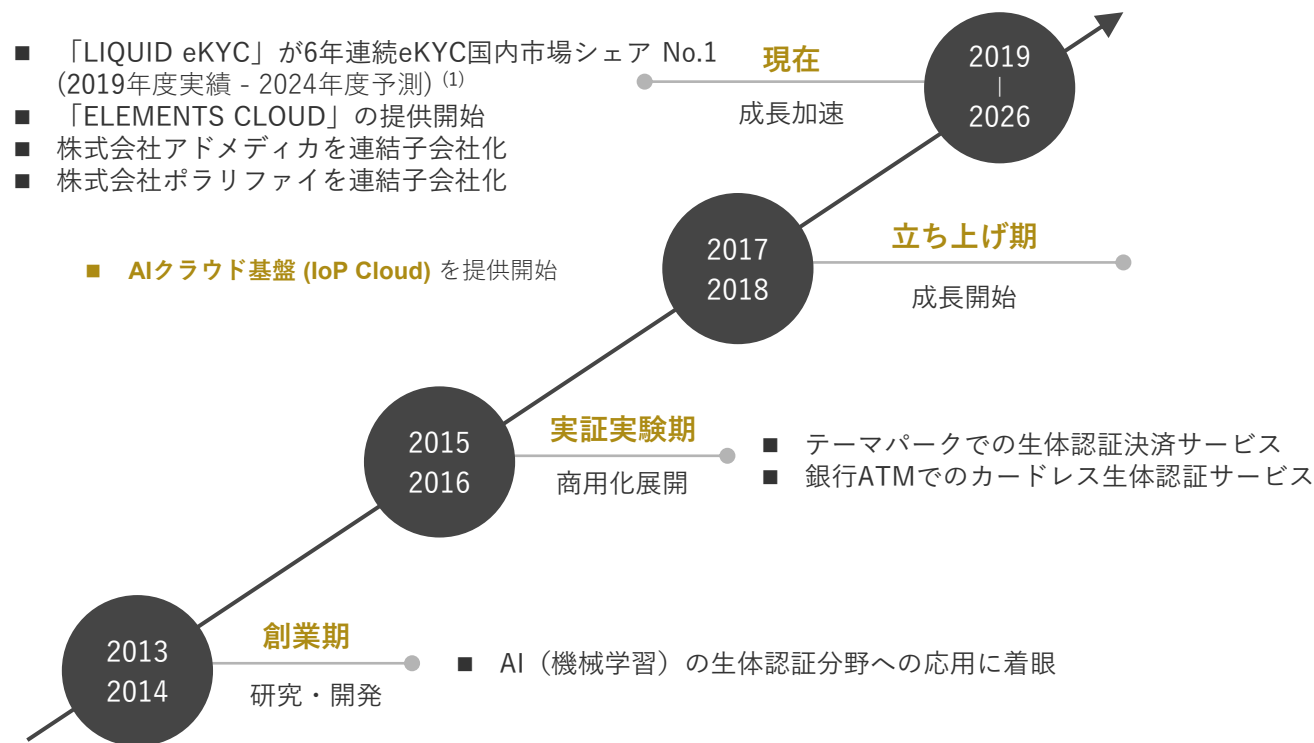 ■ 「LIQUID eKYC」が6年連続eKYC国内市場シェア No.1
(2019年度実績 - 2024年度予測) (1)
■ 「ELEMENTS CLOUD」の提供開始
■ 株式会社アドメディカを連結子会社化
■ 株式会社ポラリファイを連結子会社化
現在
成長加速
2019
|
2026
■ AIクラウド基盤 (IoP Cloud) を提供開始
2017
2018
立ち上げ期
成長開始
2015
2016
実証実験期
商用化展開
■ テーマパークでの生体認証決済サービス
■ 銀行ATMでのカードレス生体認証サービス
2013
2014
創業期
研究・開発
■ AI（機械学習）の生体認証分野への応用に着眼